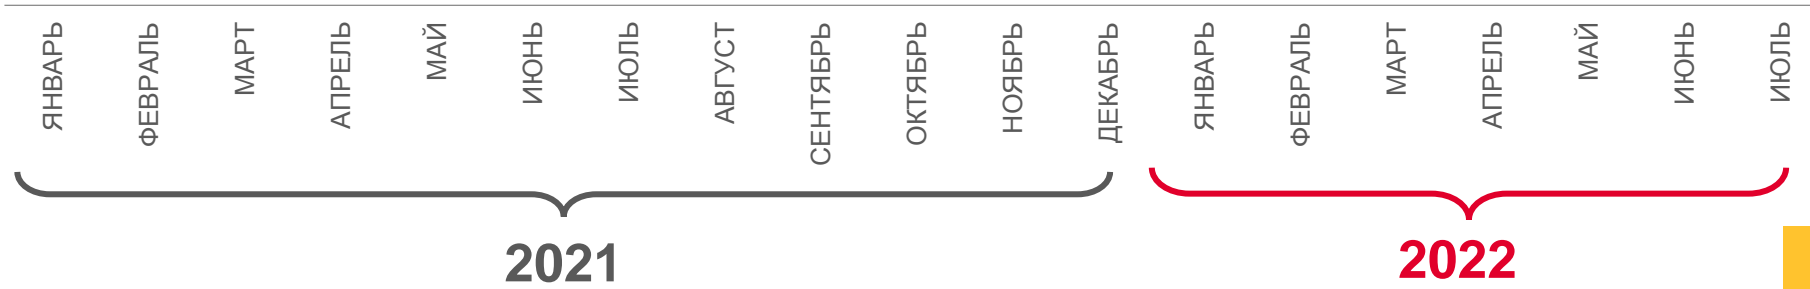 ЯНВАРЬ
ФЕВРАЛЬ
МАРТ
АПРЕЛЬ
МАЙ
ИЮНЬ
ИЮЛЬ
АВГУСТ
СЕНТЯБРЬ
ОКТЯБРЬ
НОЯБРЬ
ДЕКАБРЬ
ЯНВАРЬ
ФЕВРАЛЬ
МАРТ
АПРЕЛЬ
МАЙ
ИЮНЬ
ИЮЛЬ
2021
2022